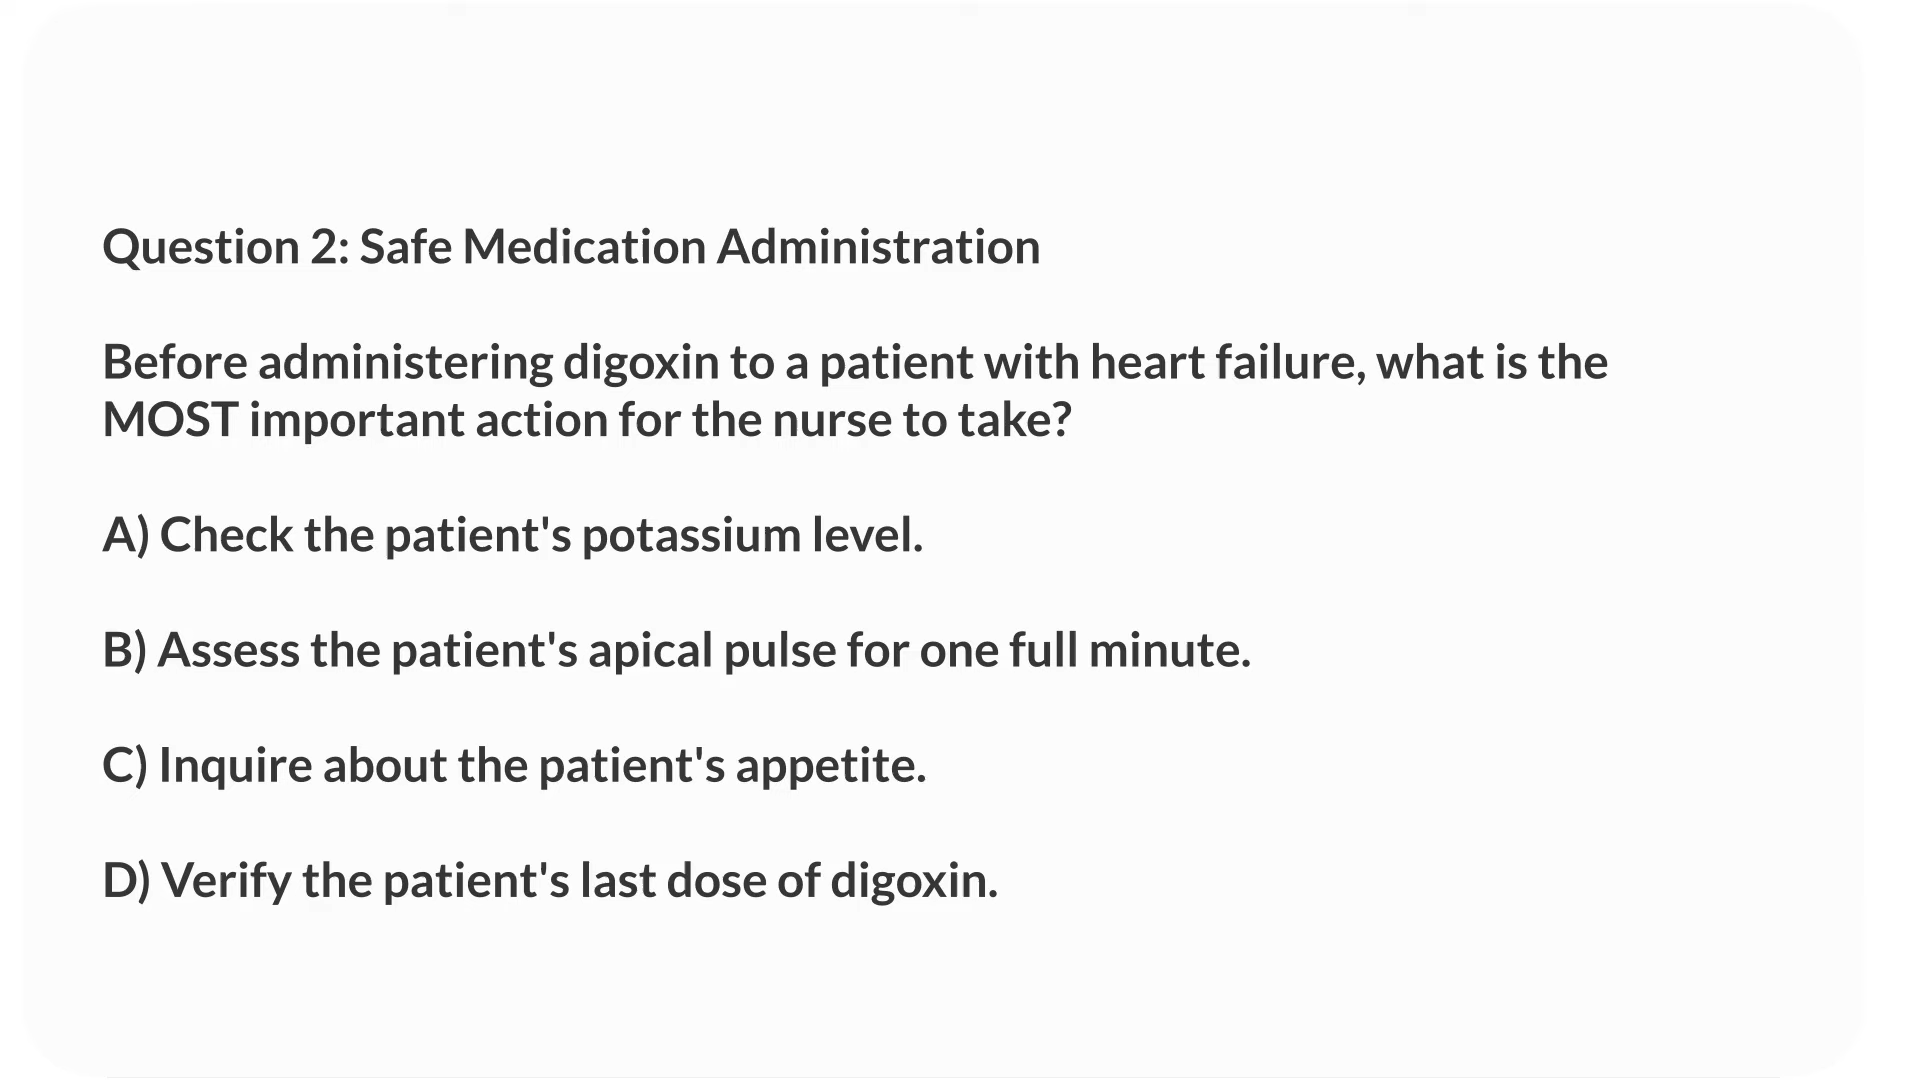 Question 2: Safe Medication Administration
Before administering digoxin to a patient with heart failure, what is the
MOST important action for the nurse to take?
A) Check the patient's potassium level.
B) Assess the patient's apical pulse for one full minute.
C) Inquire about the patient's appetite.
D) Verify the patient's last dose of digoxin.